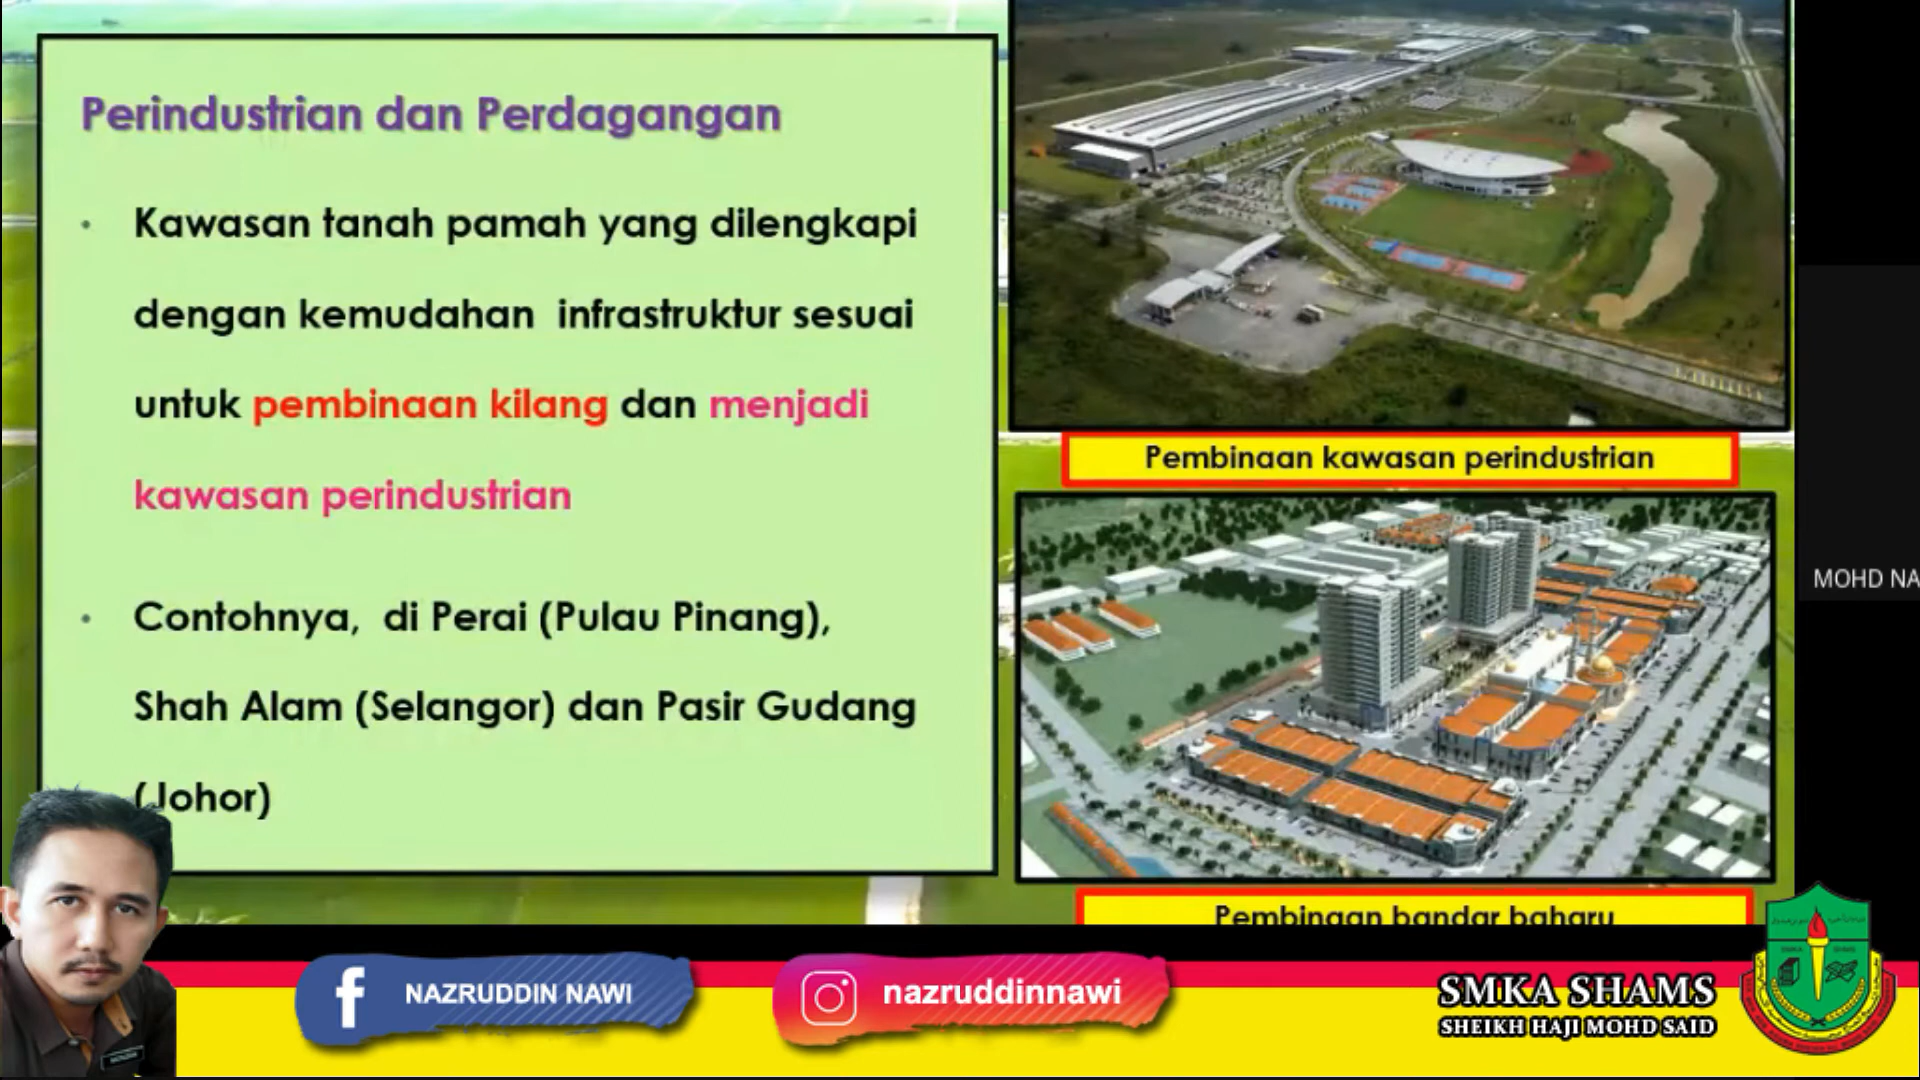 Perindustrian dan Perdagangan
• Kawasan tanah pamah yang dilengkapi
dengan kemudahan infrastruktur sesuai
untuk pembinaan kilang dan menjadi
kawasan perindustrian
• Contohnya, di Perai (Pulau Pinang),
Shah Alam (Selangor) dan Pasir Gudang
(Johor)
Pembinaan kawasan perindustrian
Pembinaan bandar baharu
MOHD NA
NAZRUDDIN NAWI
nazruddinnawi
SMKA SHAMS
SHEIKH HAJI MOHD SAID